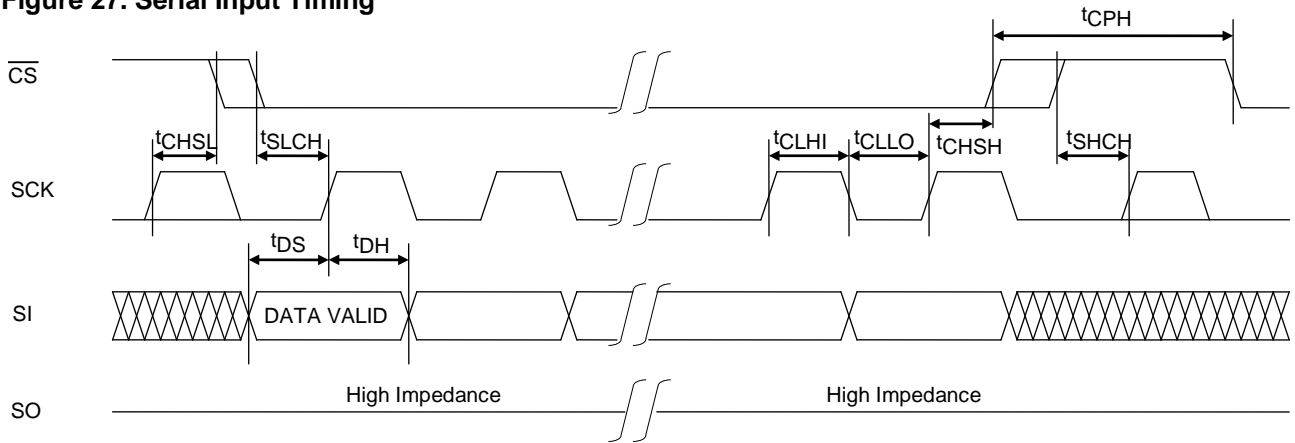 Figure 27. Serial Input Timing
tCPH
CS
tCHSL
tSLCH
tCLHI
tCLLO
tCHSH
tSHCH
SCK
tDS
tDH
SI
DATA VALID
SO
High Impedance
High Impedance